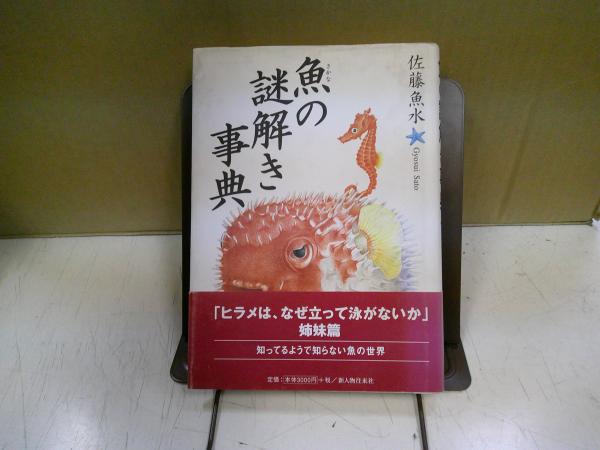 魚の
さかな
謎解き
事典
佐藤魚水
Gyosui Sato
「ヒラメは、なぜ立って泳がないか」
姉妹篇
知ってるようで知らない魚の世界
定価:本体3000円+税/新人物往来社